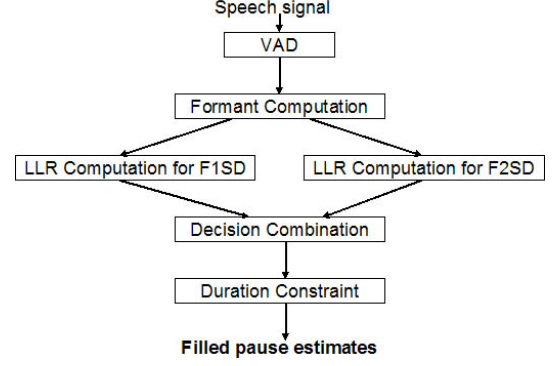 Speech signal
VAD
Formant Computation
LLR Computation for F1SD
LLR Computation for F2SD
Decision Combination
Duration Constraint
Filled pause estimates